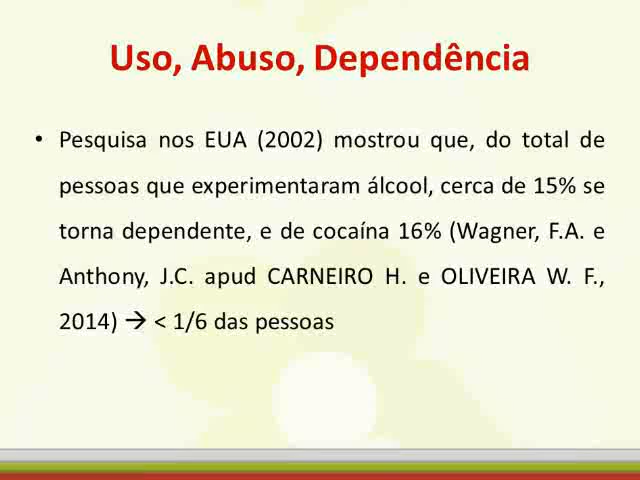 Uso, Abuso, Dependência
• Pesquisa nos EUA (2002) mostrou que, do total de
pessoas que experimentaram álcool, cerca de 15% se
torna dependente, e de cocaína 16% (Wagner, F.A. e
Anthony, J.C. apud CARNEIRO H. e OLIVEIRA W. F.,
2014) → < 1/6 das pessoas